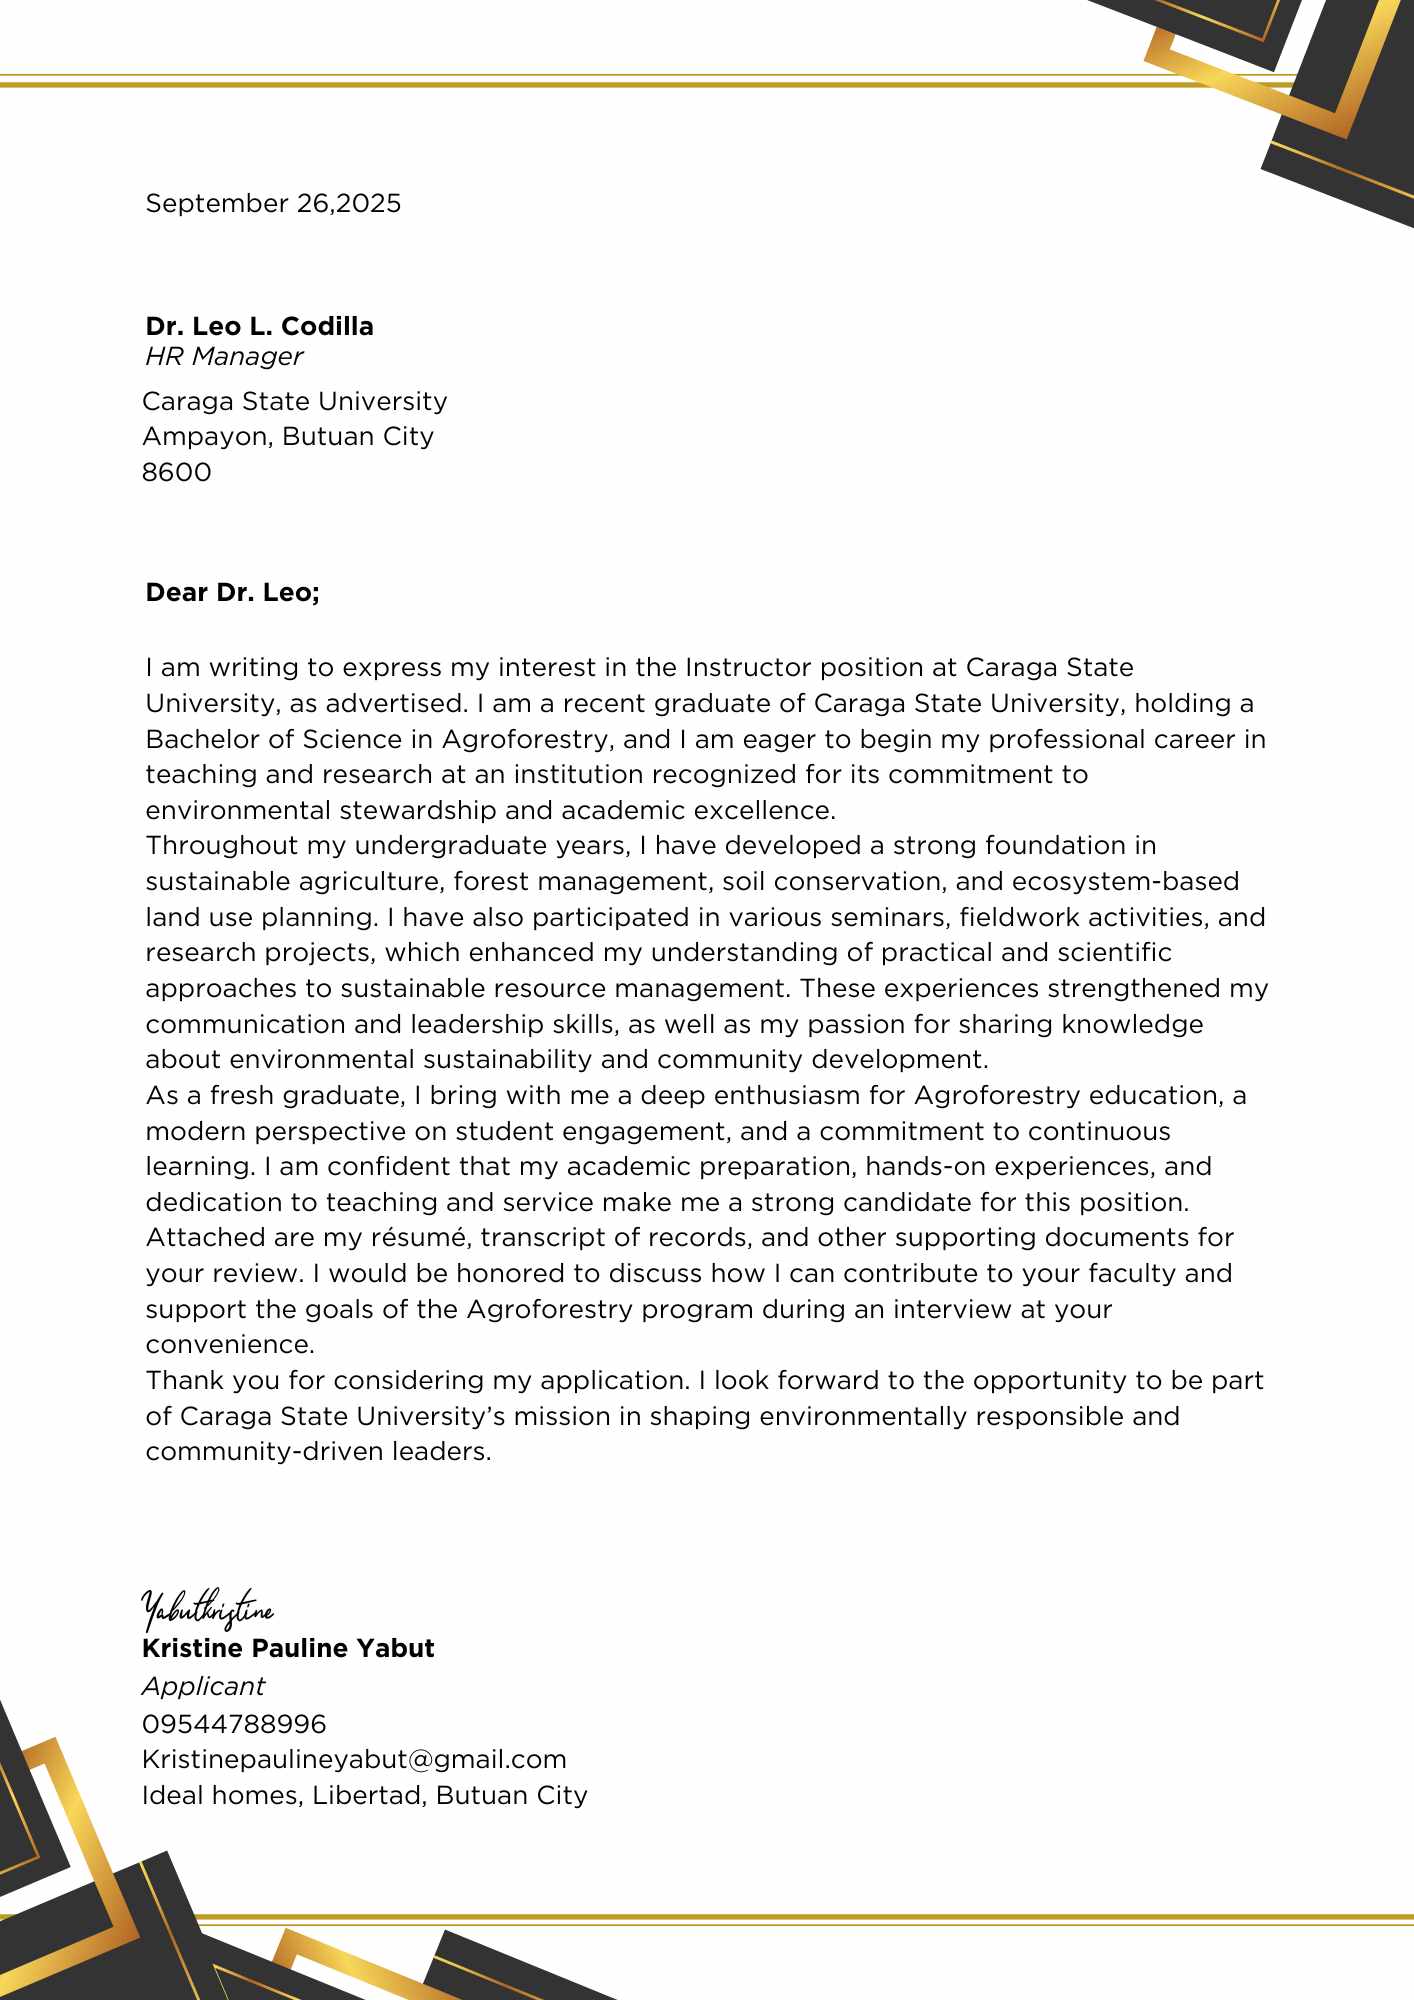 September 26,2025
Dr. Leo L. Codilla
HR Manager
Caraga State University
Ampayon, Butuan City
8600
Dear Dr. Leo;
I am writing to express my interest in the Instructor position at Caraga State
University, as advertised. I am a recent graduate of Caraga State University, holding a
Bachelor of Science in Agroforestry, and I am eager to begin my professional career in
teaching and research at an institution recognized for its commitment to
environmental stewardship and academic excellence.
Throughout my undergraduate years, I have developed a strong foundation in
sustainable agriculture, forest management, soil conservation, and ecosystem-based
land use planning. I have also participated in various seminars, fieldwork activities, and
research projects, which enhanced my understanding of practical and scientific
approaches to sustainable resource management. These experiences strengthened my
communication and leadership skills, as well as my passion for sharing knowledge
about environmental sustainability and community development.
As a fresh graduate, I bring with me a deep enthusiasm for Agroforestry education, a
modern perspective on student engagement, and a commitment to continuous
learning. I am confident that my academic preparation, hands-on experiences, and
dedication to teaching and service make me a strong candidate for this position.
Attached are my résumé, transcript of records, and other supporting documents for
your review. I would be honored to discuss how I can contribute to your faculty and
support the goals of the Agroforestry program during an interview at your
convenience.
Thank you for considering my application. I look forward to the opportunity to be part
of Caraga State University’s mission in shaping environmentally responsible and
community-driven leaders.
Yabutkristine
Kristine Pauline Yabut
Applicant
09544788996
Kristinepaulineyabut@gmail.com
Ideal homes, Libertad, Butuan City